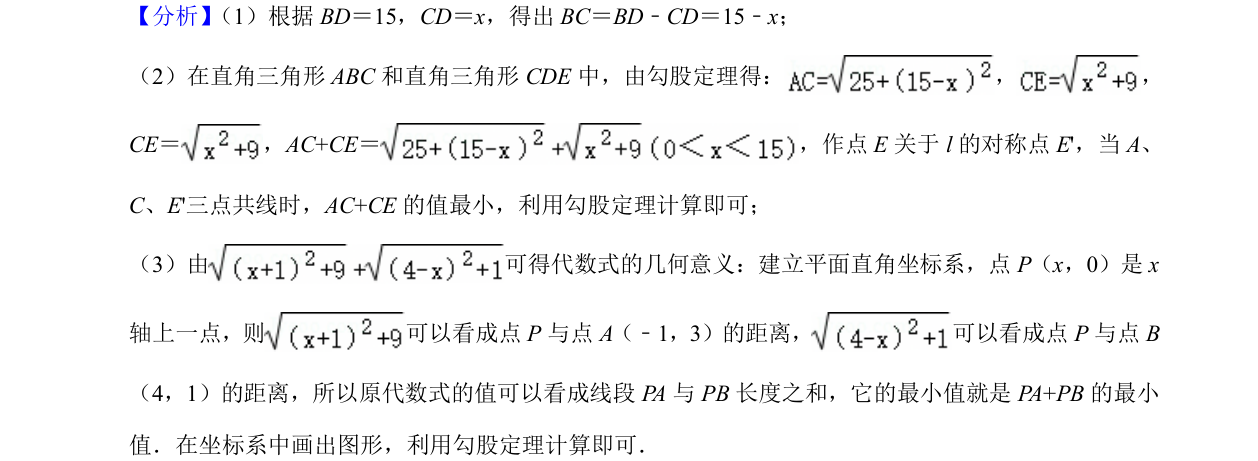 【分析】（1）根据 BD＝15，CD＝x，得出 BC＝BD﹣CD＝15﹣x；
（2）在直角三角形 ABC 和直角三角形 CDE 中，由勾股定理得：AC=√(25+(15-x)²)，CE=√(x²+9)，
CE＝√(x²+9)，AC+CE＝√(25+(15-x)²)+√(x²+9)(0＜x＜15)，作点 E 关于 l 的对称点 E'，当 A、
C、E'三点共线时，AC+CE 的值最小，利用勾股定理计算即可；
（3）由√((x+1)²+9)+√((4-x)²+1)可得代数式的几何意义：建立平面直角坐标系，点 P（x，0）是 x
轴上一点，则√((x+1)²+9)可以看成点 P 与点 A（﹣1，3）的距离，√((4-x)²+1)可以看成点 P 与点 B
（4，1）的距离，所以原代数式的值可以看成线段 PA 与 PB 长度之和，它的最小值就是 PA+PB 的最小
值．在坐标系中画出图形，利用勾股定理计算即可．